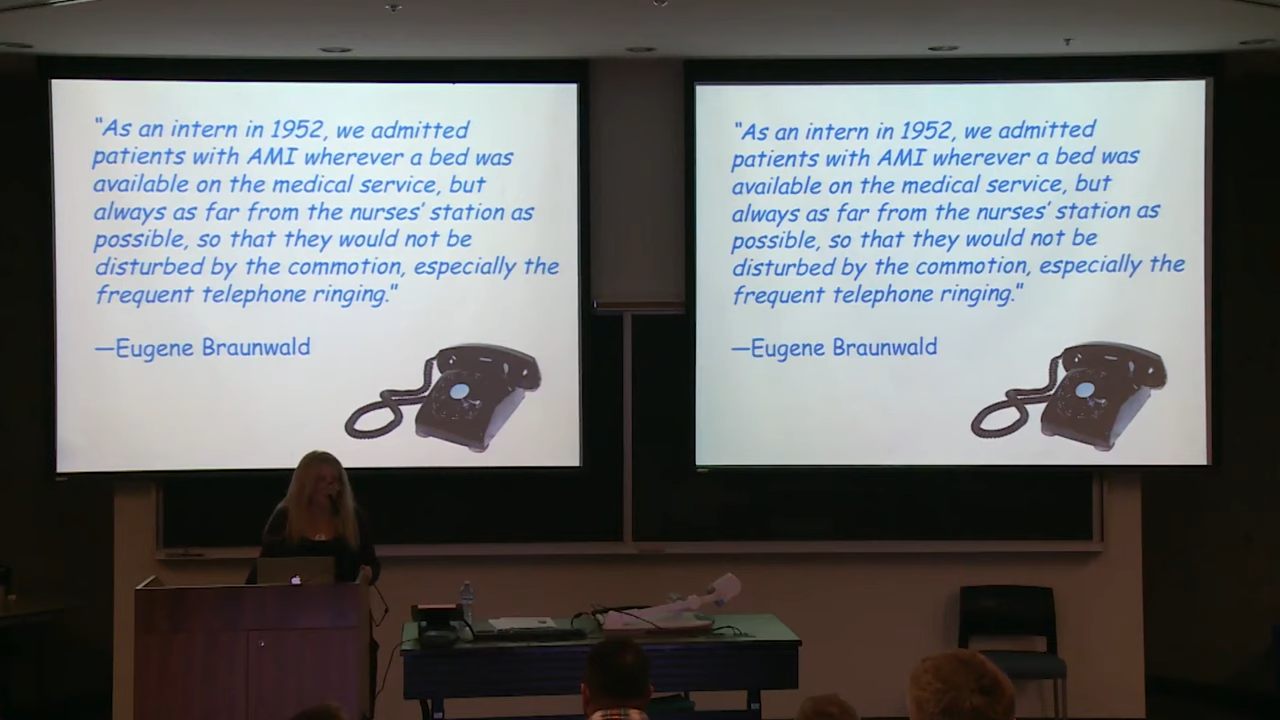 "As an intern in 1952, we admitted
patients with AMI wherever a bed was
available on the medical service, but
always as far from the nurses' station as
possible, so that they would not be
disturbed by the commotion, especially the
frequent telephone ringing."
—Eugene Braunwald
"As an intern in 1952, we admitted
patients with AMI wherever a bed was
available on the medical service, but
always as far from the nurses' station as
possible, so that they would not be
disturbed by the commotion, especially the
frequent telephone ringing."
—Eugene Braunwald